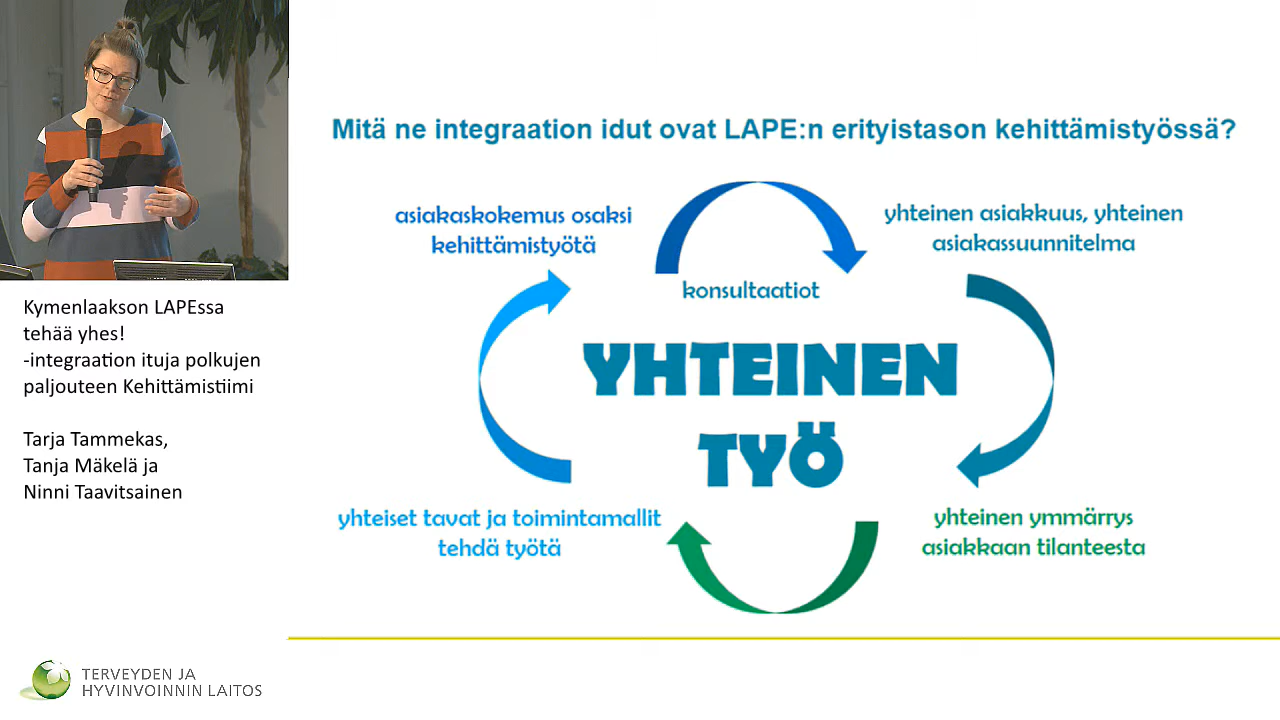 Mitä ne integraation idut ovat LAPE:n erityistason kehittämistyössä?
asiakaskokemus osaksi
kehittämistyötä
yhteinen asiakkuus, yhteinen
asiakassuunnitelma
konsultaatiot
YHTEINEN
TYÖ
yhteiset tavat ja toimintamallit
tehdä työtä
yhteinen ymmärrys
asiakkaan tilanteesta
Kymenlaakson LAPEssa
tehää yhes!
-integraation ituja polkujen
paljouteen Kehittämistiimi
Tarja Tammekas,
Tanja Mäkelä ja
Ninni Taavitsainen
TERVEYDEN JA
HYVINVOINNIN LAITOS